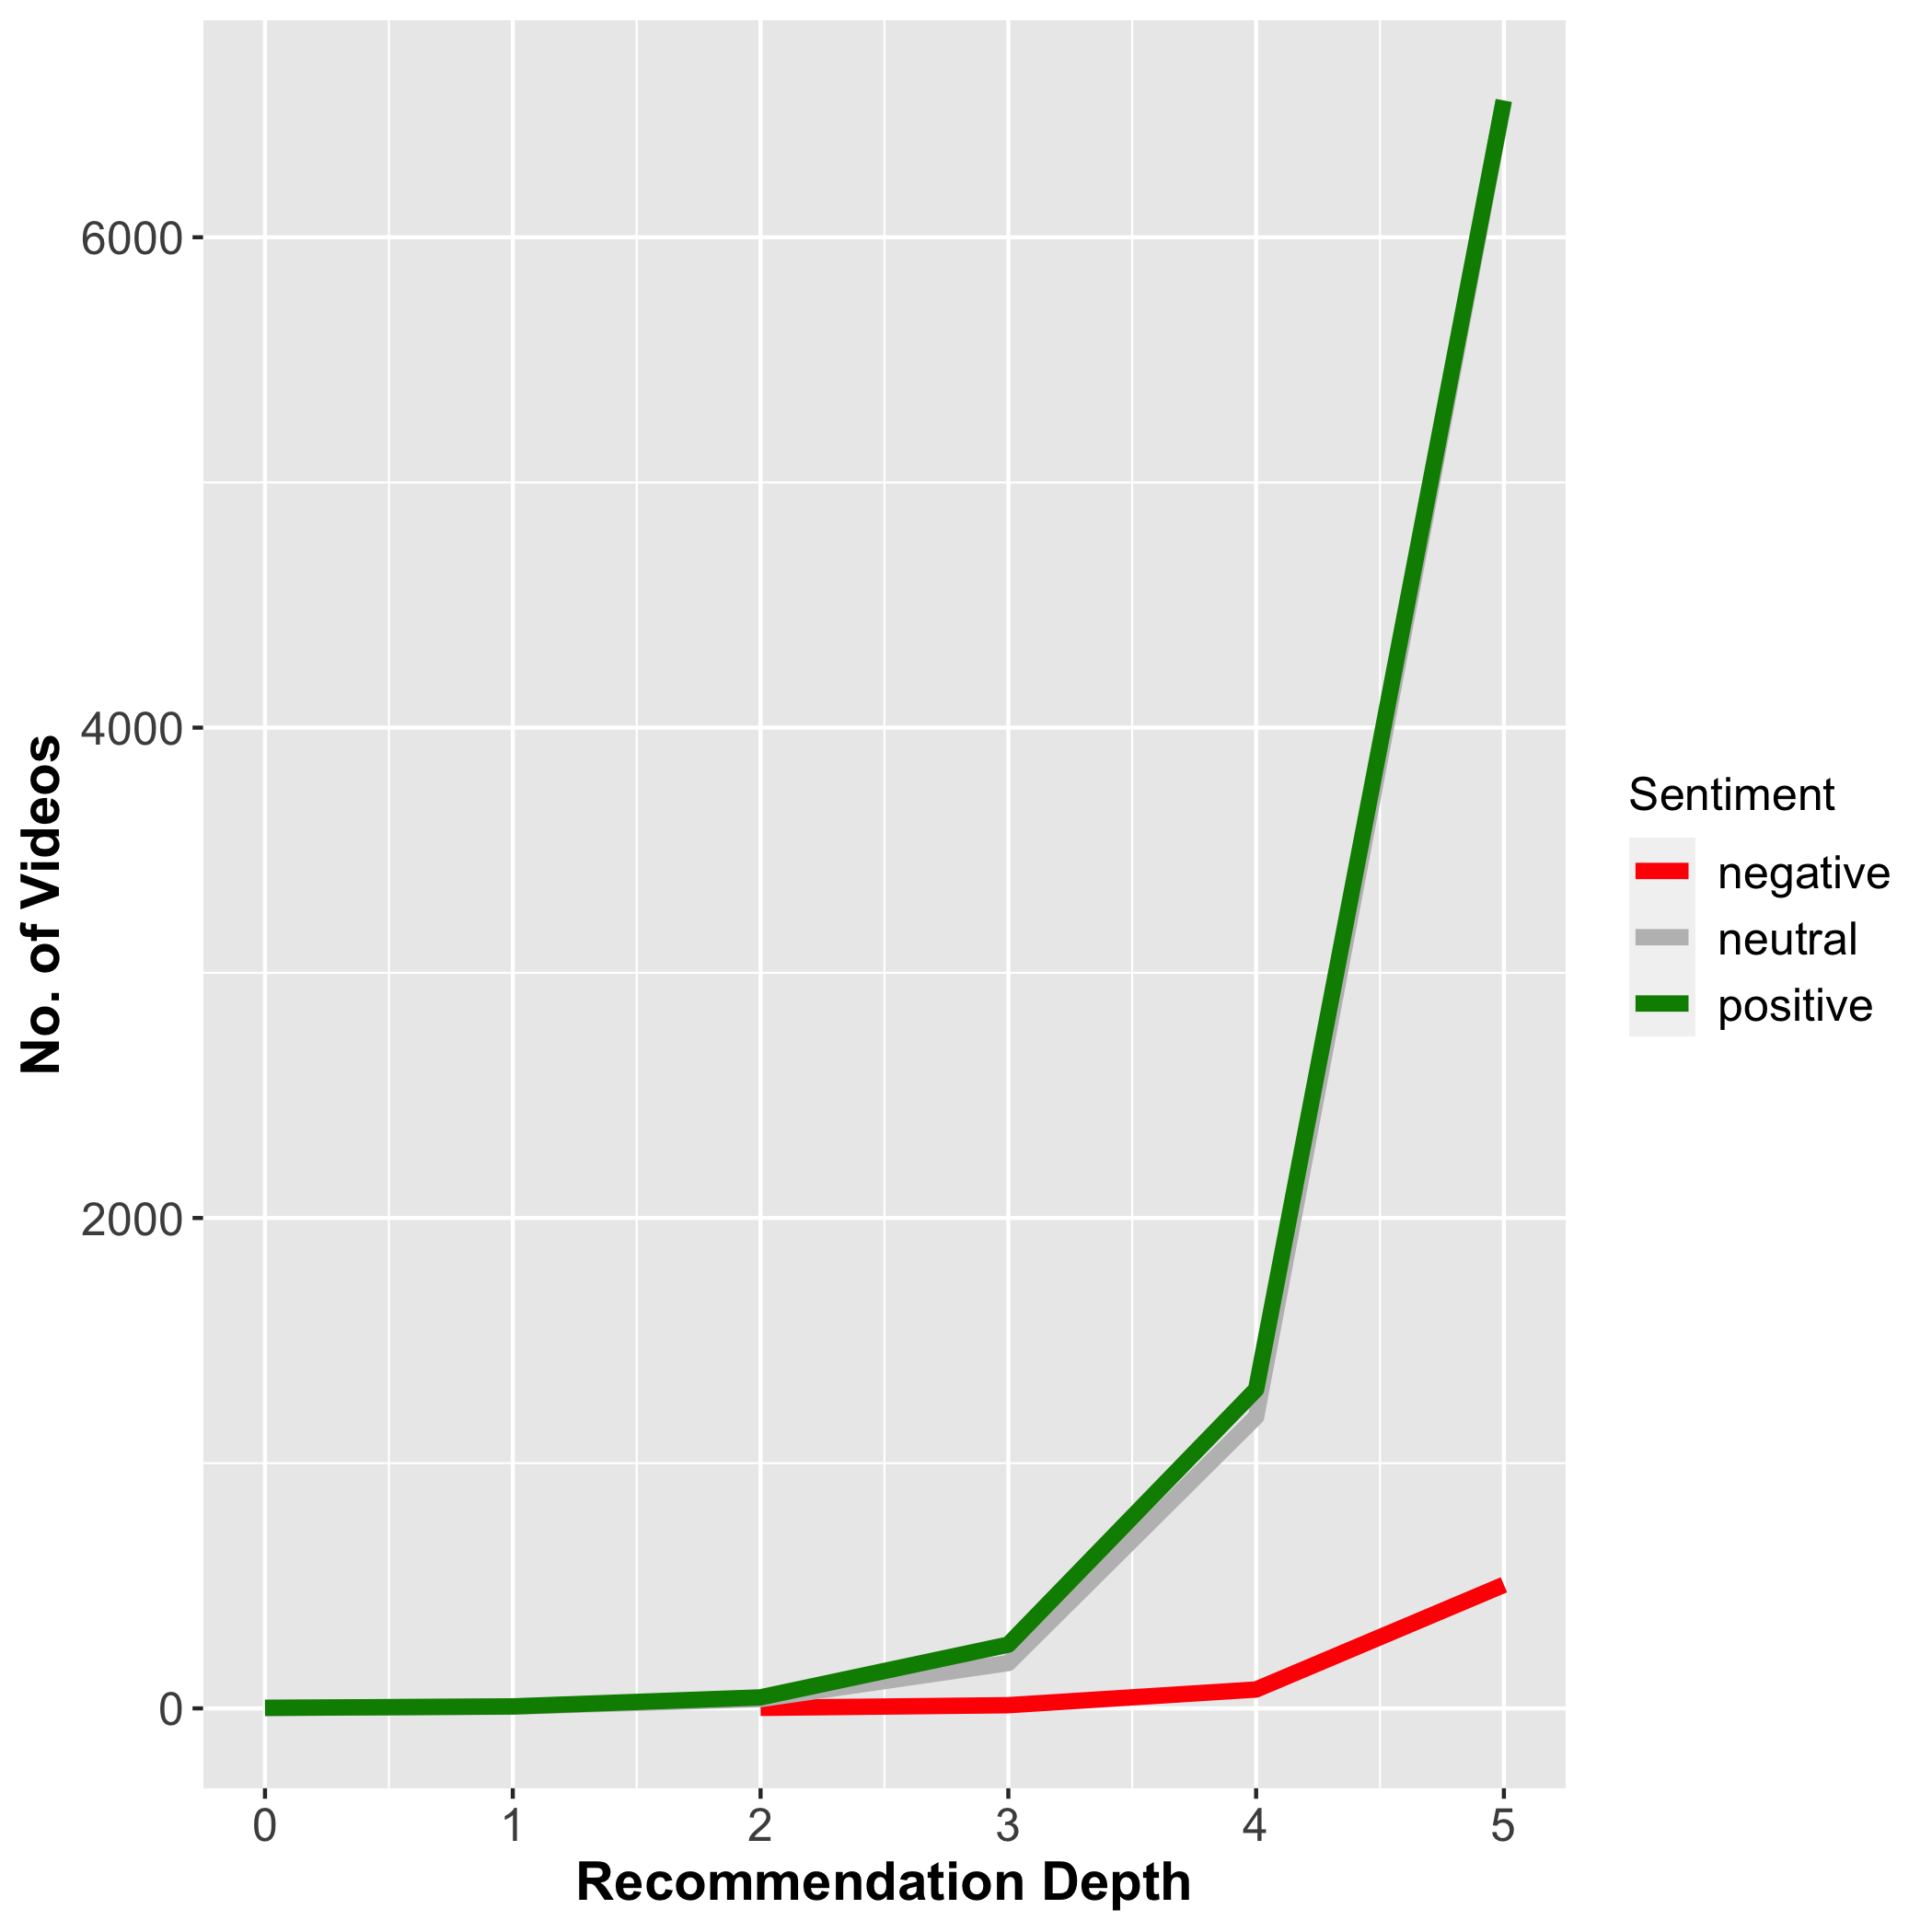 No. of Videos
6000
4000
2000
0
0 1 2 3 4 5
Recommendation Depth
Sentiment
negative
neutral
positive